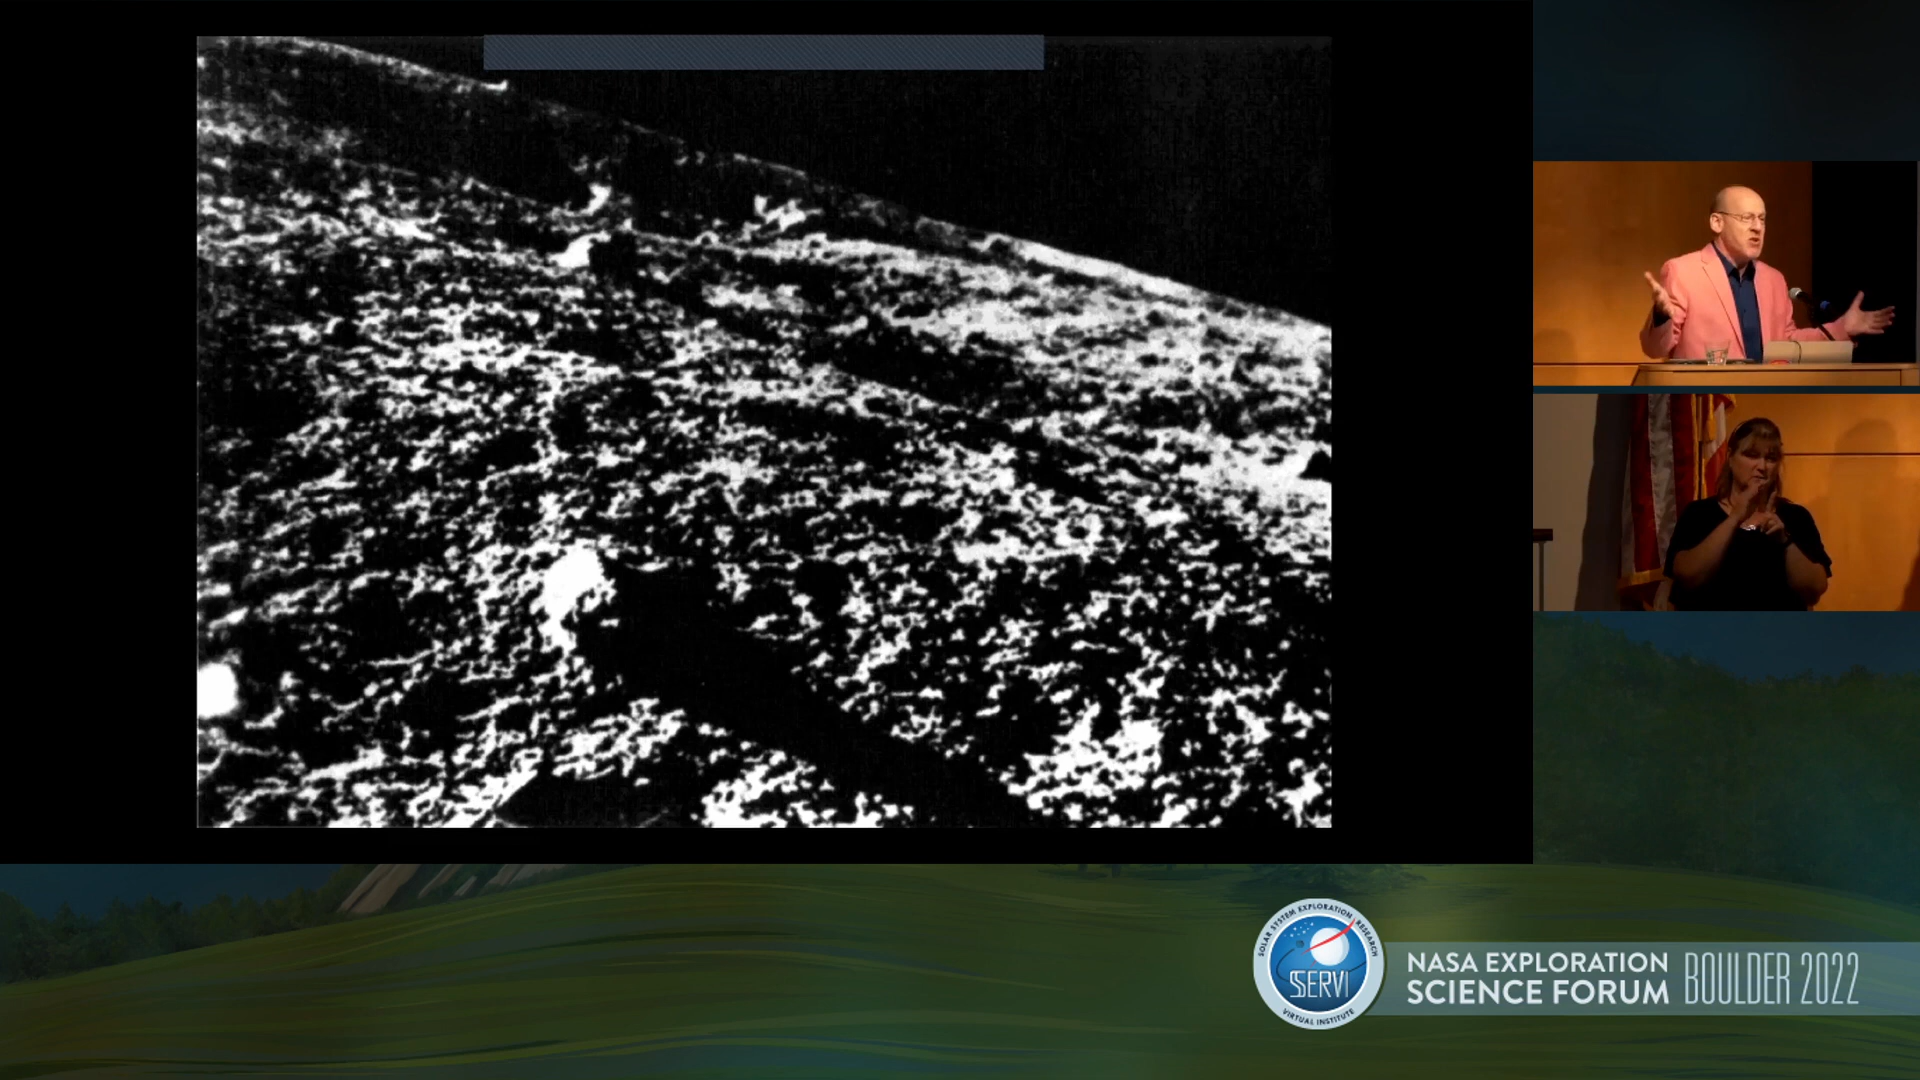 SOLAR SYSTEM EXPLORATION RESEARCH
SSERVI
VIRTUAL INSTITUTE
NASA EXPLORATION
SCIENCE FORUM
BOULDER 2022